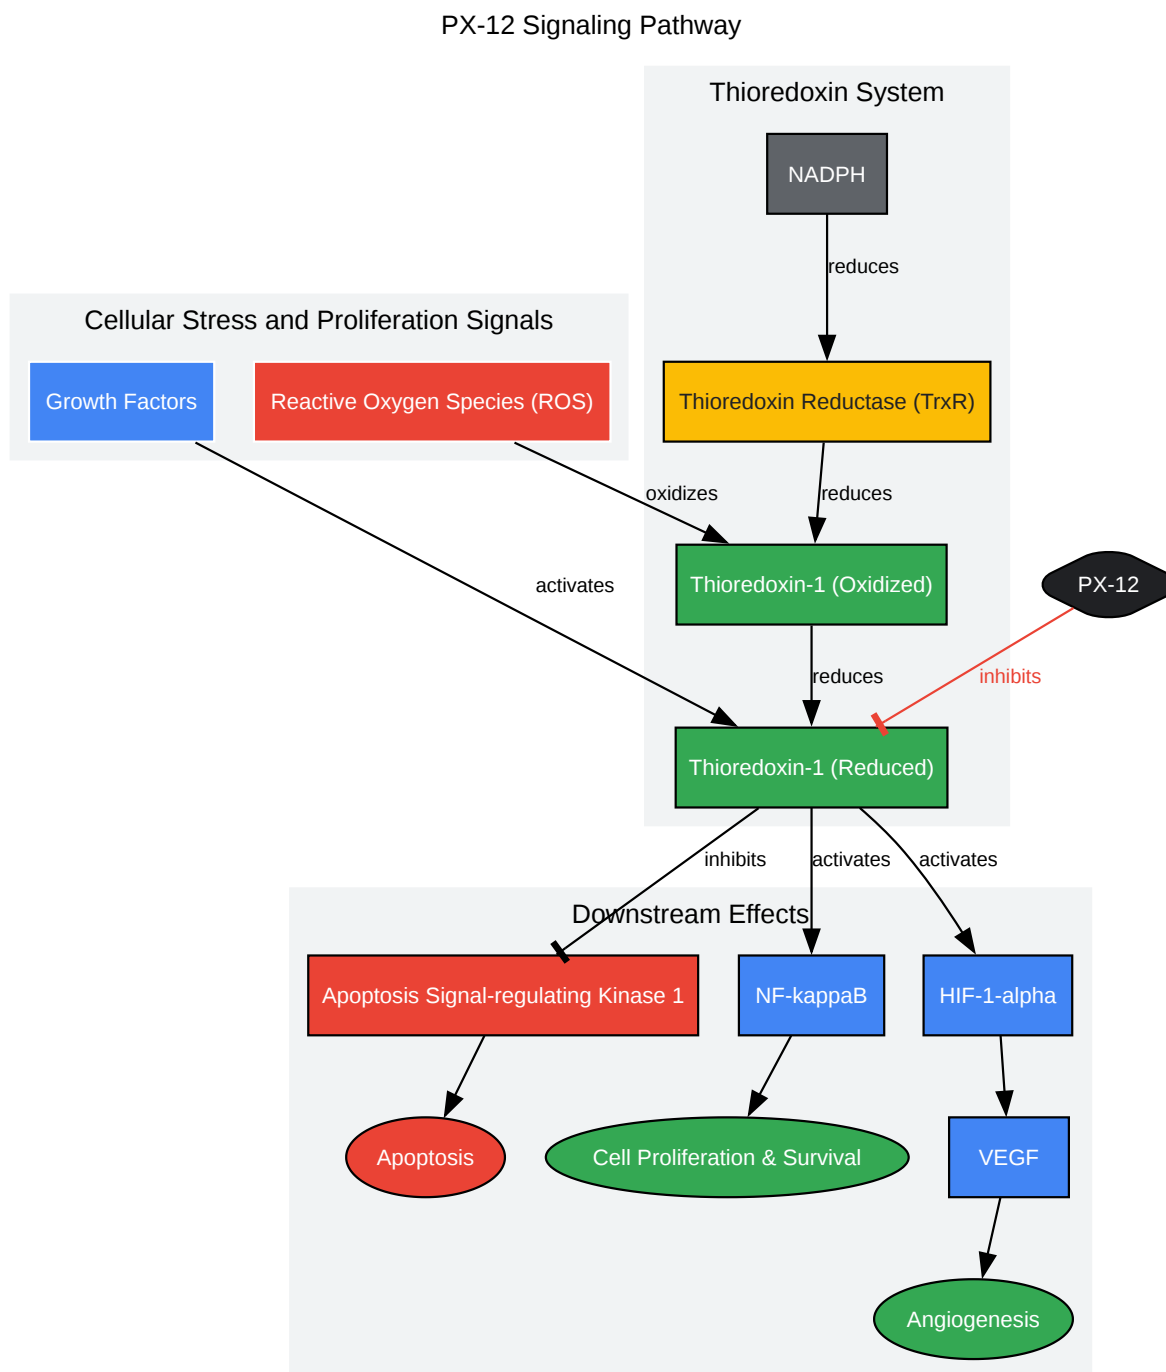 PX-12 Signaling Pathway
Thioredoxin System
NADPH
reduces
Cellular Stress and Proliferation Signals
Growth Factors
Reactive Oxygen Species (ROS)
Thioredoxin Reductase (TrxR)
oxidizes
reduces
activates
Thioredoxin-1 (Oxidized)
PX-12
reduces
inhibits
Thioredoxin-1 (Reduced)
inhibits
activates
activates
Downstream Effects
Apoptosis Signal-regulating Kinase 1
NF-kappaB
HIF-1-alpha
Apoptosis
Cell Proliferation & Survival
VEGF
Angiogenesis